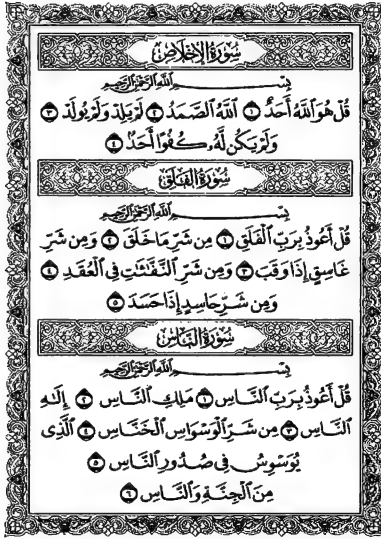 سُورَةُ الإِخْلَاصِ
بِسْمِ ٱللَّهِ ٱلرَّحْمَٰنِ ٱلرَّحِيمِ
قُلْ هُوَ ٱللَّهُ أَحَدٌ ١ ٱللَّهُ ٱلصَّمَدُ ٢ لَمْ يَلِدْ وَلَمْ يُولَدْ ٣
وَلَمْ يَكُن لَّهُۥ كُفُوًا أَحَدٌۢ ٤
سُورَةُ الفَلَقِ
بِسْمِ ٱللَّهِ ٱلرَّحْمَٰنِ ٱلرَّحِيمِ
قُلْ أَعُوذُ بِرَبِّ ٱلْفَلَقِ ١ مِن شَرِّ مَا خَلَقَ ٢ وَمِن شَرِّ
غَاسِقٍ إِذَا وَقَبَ ٣ وَمِن شَرِّ ٱلنَّفَّٰثَٰتِ فِى ٱلْعُقَدِ ٤
وَمِن شَرِّ حَاسِدٍ إِذَا حَسَدَ ٥
سُورَةُ النَّاسِ
بِسْمِ ٱللَّهِ ٱلرَّحْمَٰنِ ٱلرَّحِيمِ
قُلْ أَعُوذُ بِرَبِّ ٱلنَّاسِ ١ مَلِكِ ٱلنَّاسِ ٢ إِلَٰهِ
ٱلنَّاسِ ٣ مِن شَرِّ ٱلْوَسْوَاسِ ٱلْخَنَّاسِ ٤ ٱلَّذِى
يُوَسْوِسُ فِى صُدُورِ ٱلنَّاسِ ٥
مِنَ ٱلْجِنَّةِ وَٱلنَّاسِ ٦